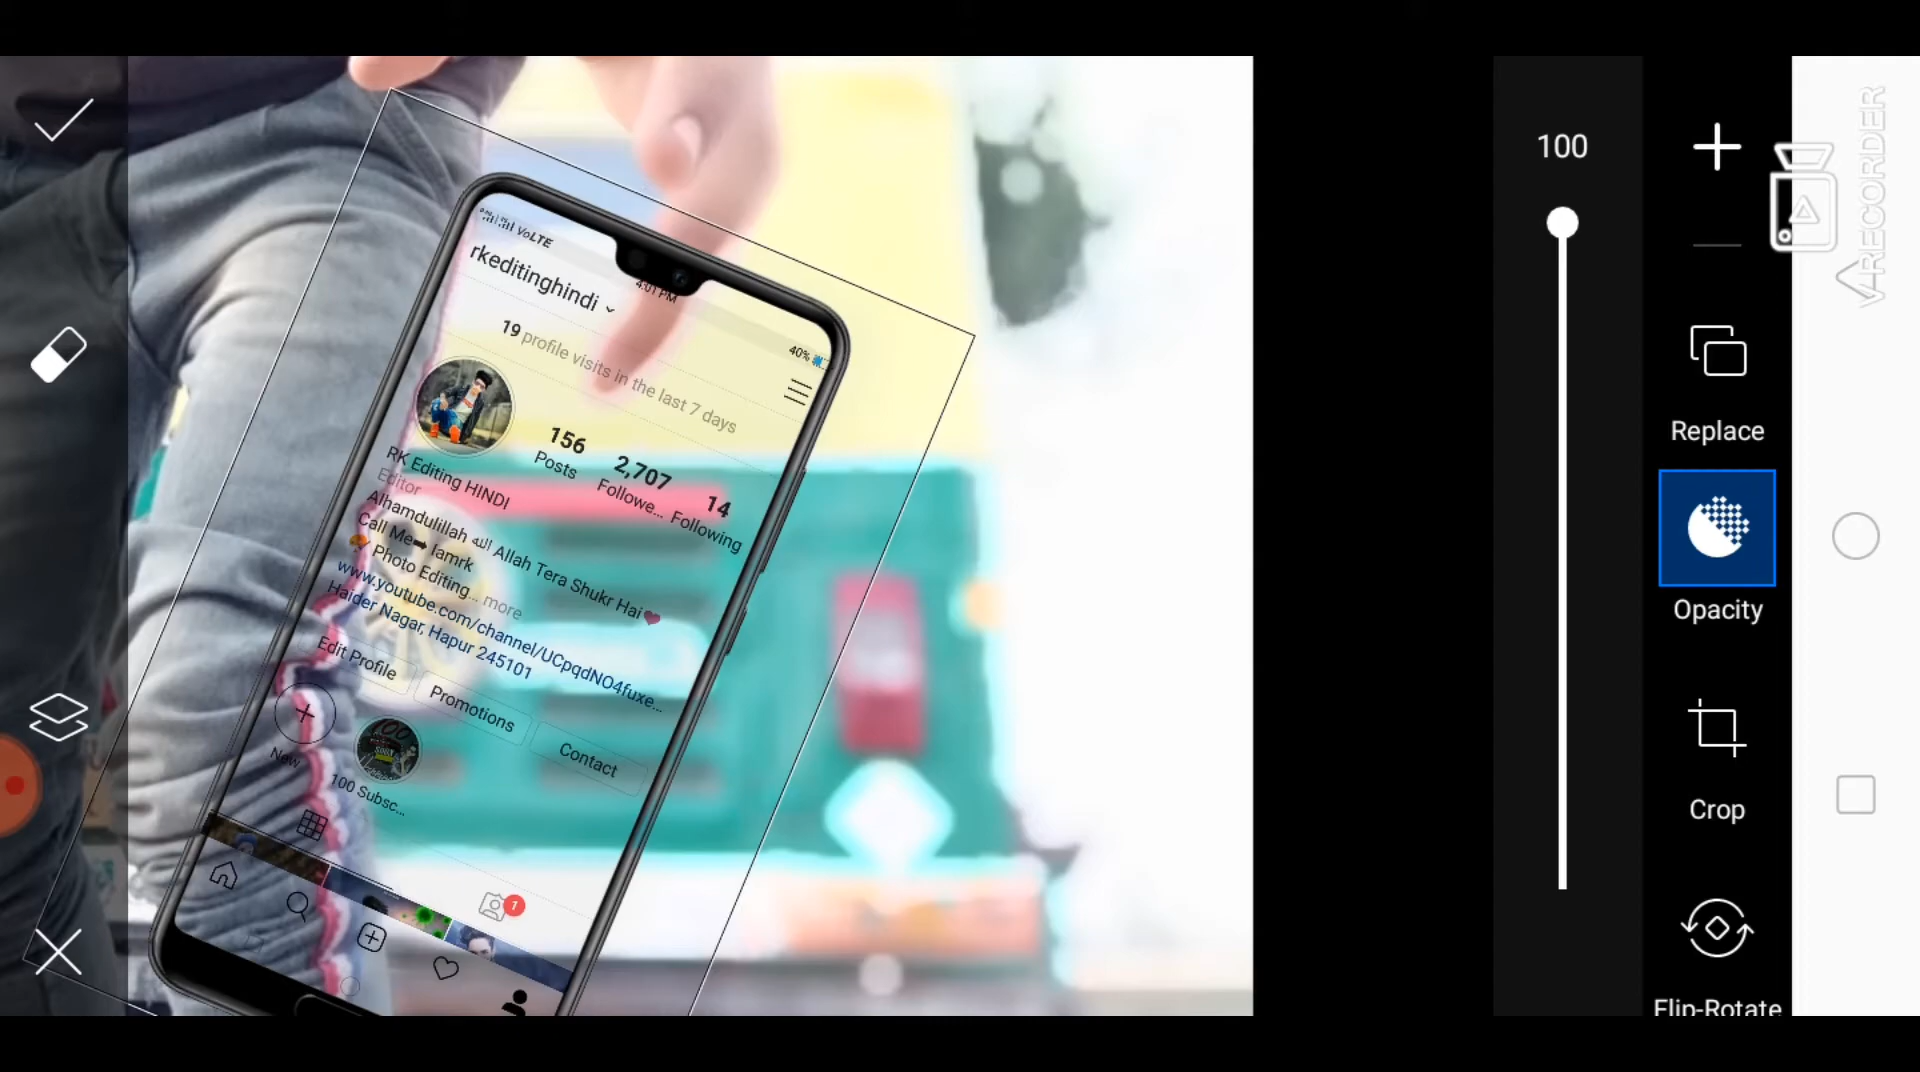 VoLTE
4:01 PM
40%
rkeditinghindi
19 profile visits in the last 7 days
156
Posts
2,707
Followe...
14
Following
RK Editing HINDI
Editor
Alhamdulillah الله Allah Tera Shukr Hai
Call Me Iamrk
Photo Editing... more
www.youtube.com/channel/UCpqdNO4fuxe...
Haider Nagar, Hapur 245101
Edit Profile
Promotions
Contact
New
100 Subsc...
7
100
Replace
Opacity
Crop
Flip-Rotate
VRECORDER